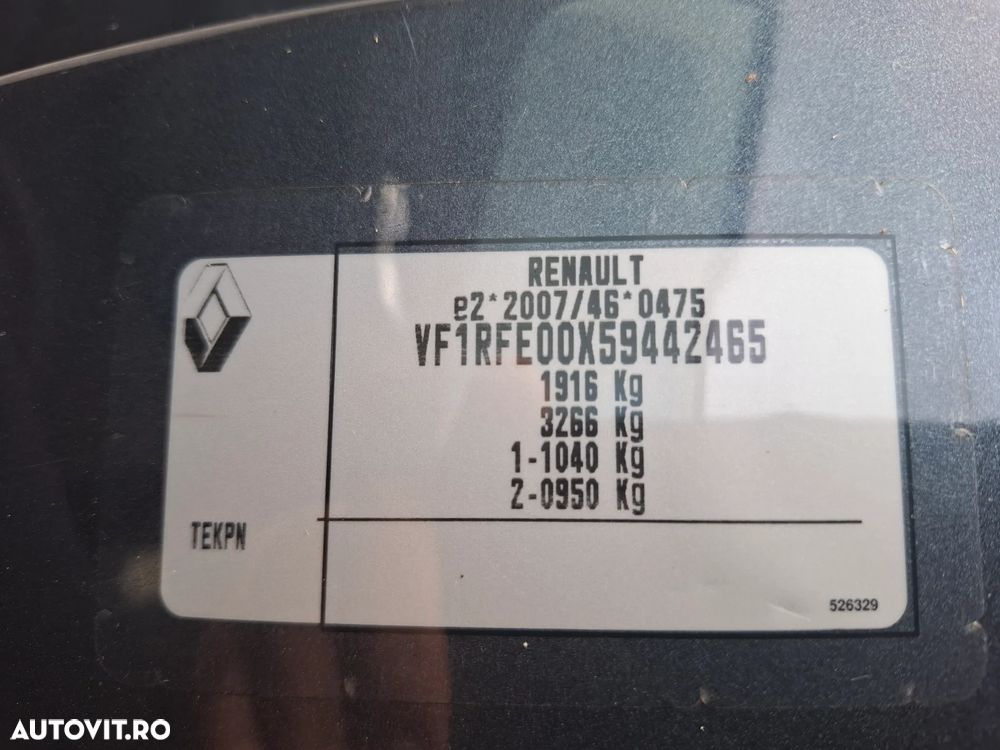 RENAULT
e2*2007/46*0475
VF1RFE00X59442465
1916 Kg
3266 Kg
1-1040 Kg
2-0950 Kg
TEKPN
526329
AUTOVIT.RO